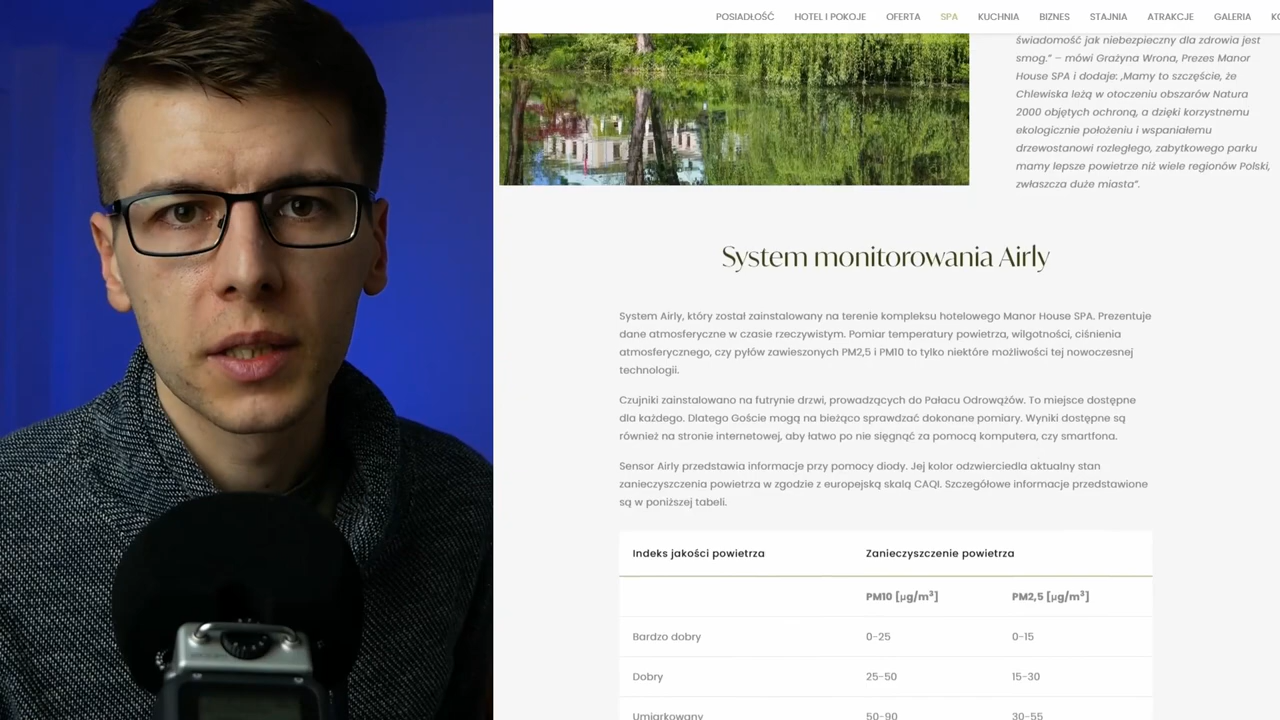 POSIADŁOŚĆ HOTEL I POKOJE OFERTA SPA KUCHNIA BIZNES STAJNIA ATRAKCJE GALERIA
świadomość jak niebezpieczny dla zdrowia jest
smog.” – mówi Grażyna Wrona, Prezes Manor
House SPA i dodaje: „Mamy to szczęście, że
Chlewiska leżą w otoczeniu obszarów Natura
2000 objętych ochroną, a dzięki korzystnemu
ekologicznie położeniu i wspaniałemu
drzewostanowi rozległego, zabytkowego parku
mamy lepsze powietrze niż wiele regionów Polski,
zwłaszcza duże miasta”.
System monitorowania Airly
System Airly, który został zainstalowany na terenie kompleksu hotelowego Manor House SPA. Prezentuje
dane atmosferyczne w czasie rzeczywistym. Pomiar temperatury powietrza, wilgotności, ciśnienia
atmosferycznego, czy pyłów zawieszonych PM2,5 i PM10 to tylko niektóre możliwości tej nowoczesnej
technologii.
Czujniki zainstalowano na futrynie drzwi, prowadzących do Pałacu Odrowążów. To miejsce dostępne
dla każdego. Dlatego Goście mogą na bieżąco sprawdzać dokonane pomiary. Wyniki dostępne są
również na stronie internetowej, aby łatwo po nie sięgnąć za pomocą komputera, czy smartfona.
Sensor Airly przedstawia informacje przy pomocy diody. Jej kolor odzwierciedla aktualny stan
zanieczyszczenia powietrza w zgodzie z europejską skalą CAQI. Szczegółowe informacje przedstawione
są w poniższej tabeli.
Indeks jakości powietrza Zanieczyszczenie powietrza
PM10 [µg/m³] PM2,5 [µg/m³]
Bardzo dobry 0-25 0-15
Dobry 25-50 15-30
Umiarkowany 50-90 30-55